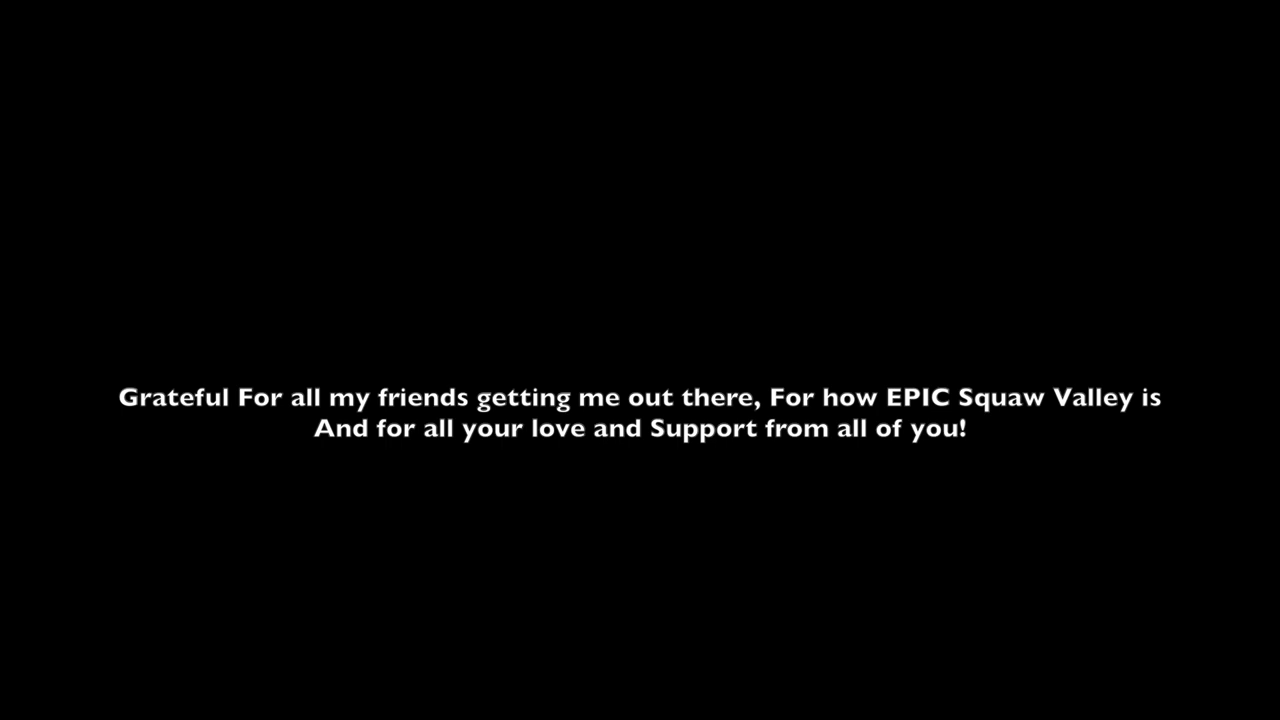 Grateful For all my friends getting me out there, For how EPIC Squaw Valley is
And for all your love and Support from all of you!